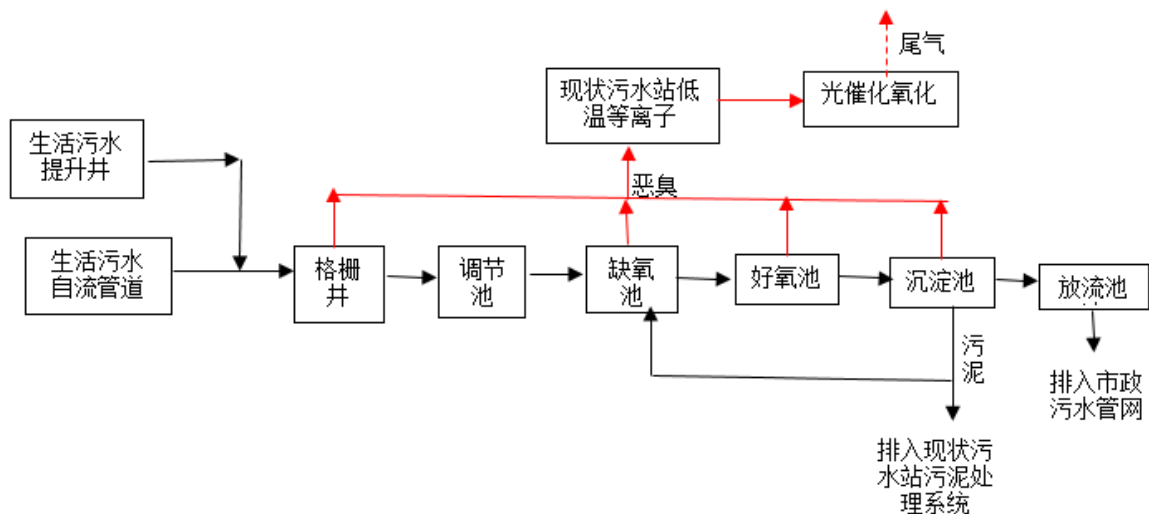 尾气
现状污水站低
温等离子
光催化氧化
生活污水
提升井
恶臭
生活污水
自流管道
格栅
井
调节
池
缺氧
池
好氧池
沉淀池
放流池
污
泥
排入市政
污水管网
排入现状污
水站污泥处
理系统